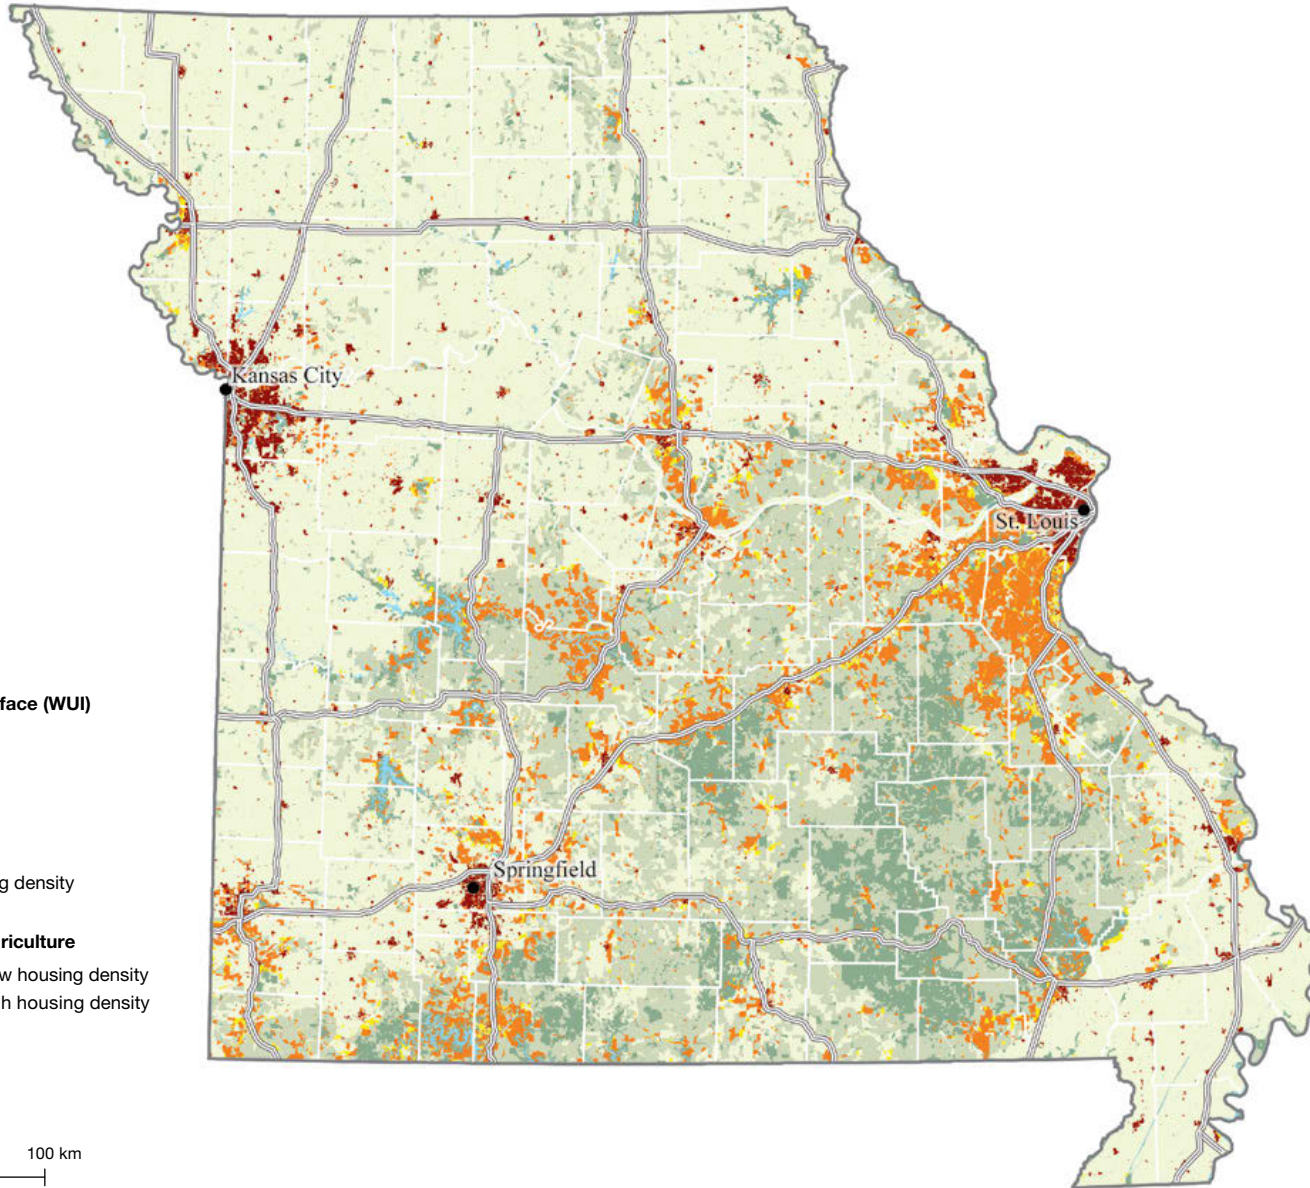 Kansas City
St. Louis
face (WUI)
Springfield
g density
riculture
w housing density
h housing density
100 km